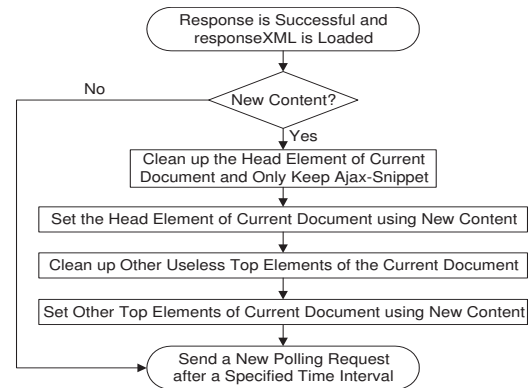 Response is Successful and
responseXML is Loaded
No
New Content?
Yes
Clean up the Head Element of Current
Document and Only Keep Ajax-Snippet
Set the Head Element of Current Document using New Content
Clean up Other Useless Top Elements of the Current Document
Set Other Top Elements of Current Document using New Content
Send a New Polling Request
after a Specified Time Interval